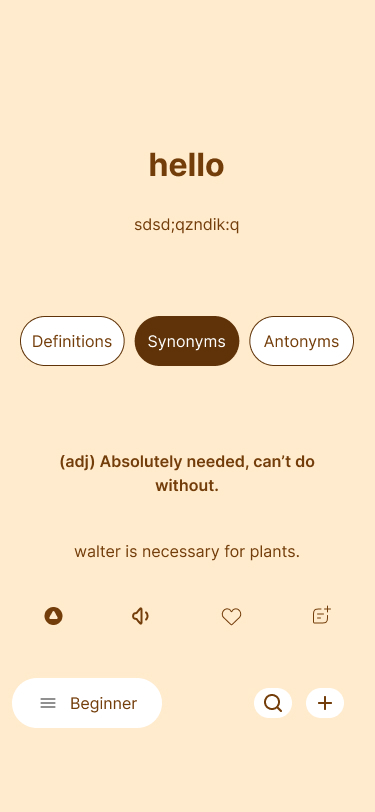 hello
sdsd;qzndik:q
Definitions
Synonyms
Antonyms
(adj) Absolutely needed, can’t do
without.
walter is necessary for plants.
Beginner